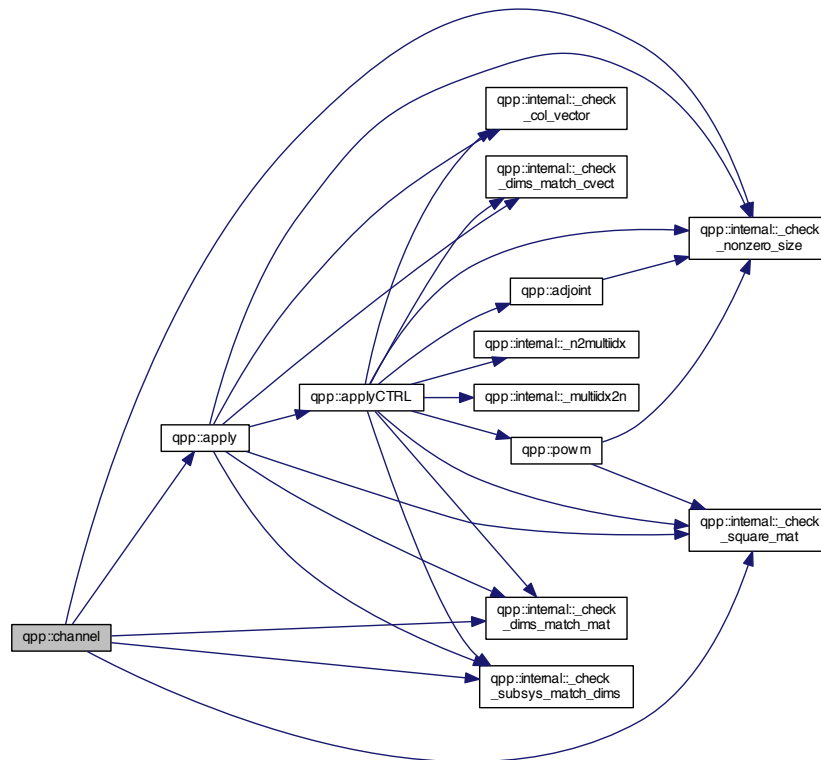 qpp::internal::_check
_col_vector
qpp::internal::_check
_dims_match_cvect
qpp::internal::_check
_nonzero_size
qpp::adjoint
qpp::internal::_n2multiidx
qpp::applyCTRL
qpp::internal::_multiidx2n
qpp::apply
qpp::powm
qpp::internal::_check
_square_mat
qpp::internal::_check
_dims_match_mat
qpp::channel
qpp::internal::_check
_subsys_match_dims